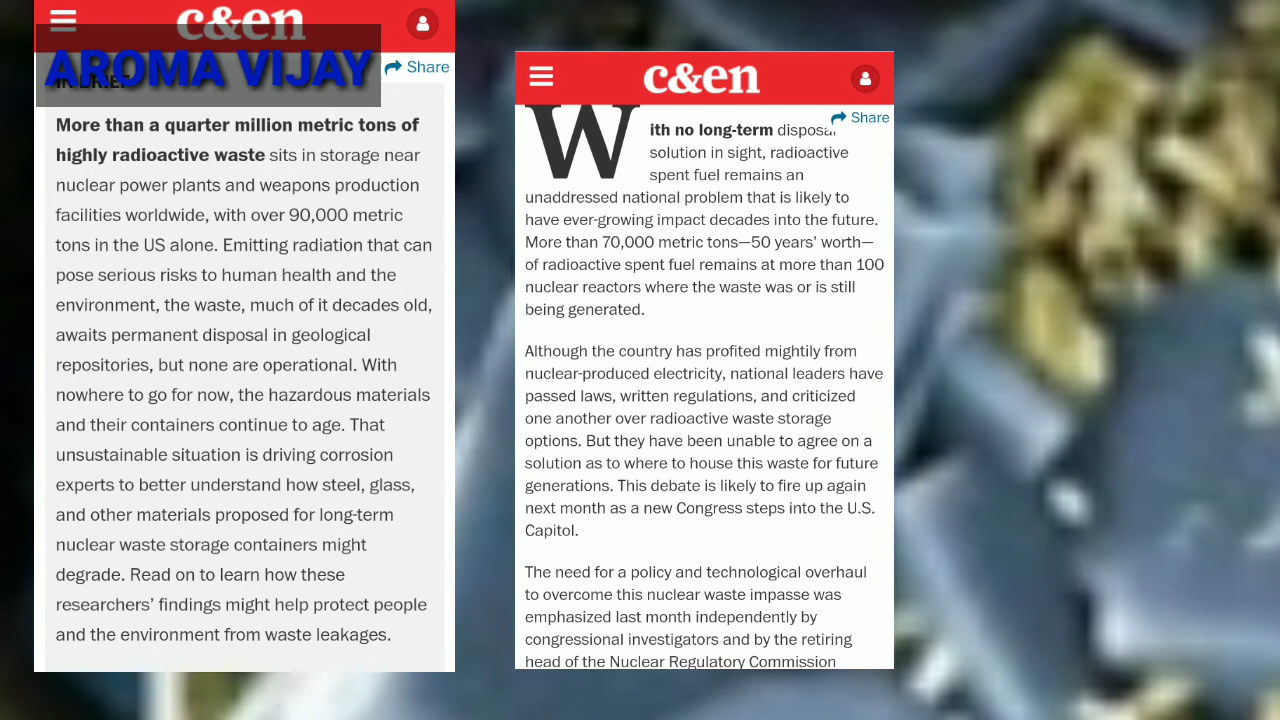 c&en
AROMA VIJAY
Share
IN BRIEF
More than a quarter million metric tons of
highly radioactive waste sits in storage near
nuclear power plants and weapons production
facilities worldwide, with over 90,000 metric
tons in the US alone. Emitting radiation that can
pose serious risks to human health and the
environment, the waste, much of it decades old,
awaits permanent disposal in geological
repositories, but none are operational. With
nowhere to go for now, the hazardous materials
and their containers continue to age. That
unsustainable situation is driving corrosion
experts to better understand how steel, glass,
and other materials proposed for long-term
nuclear waste storage containers might
degrade. Read on to learn how these
researchers’ findings might help protect people
and the environment from waste leakages.
c&en
Share
With no long-term disposal
solution in sight, radioactive
spent fuel remains an
unaddressed national problem that is likely to
have ever-growing impact decades into the future.
More than 70,000 metric tons—50 years’ worth—
of radioactive spent fuel remains at more than 100
nuclear reactors where the waste was or is still
being generated.
Although the country has profited mightily from
nuclear-produced electricity, national leaders have
passed laws, written regulations, and criticized
one another over radioactive waste storage
options. But they have been unable to agree on a
solution as to where to house this waste for future
generations. This debate is likely to fire up again
next month as a new Congress steps into the U.S.
Capitol.
The need for a policy and technological overhaul
to overcome this nuclear waste impasse was
emphasized last month independently by
congressional investigators and by the retiring
head of the Nuclear Regulatory Commission